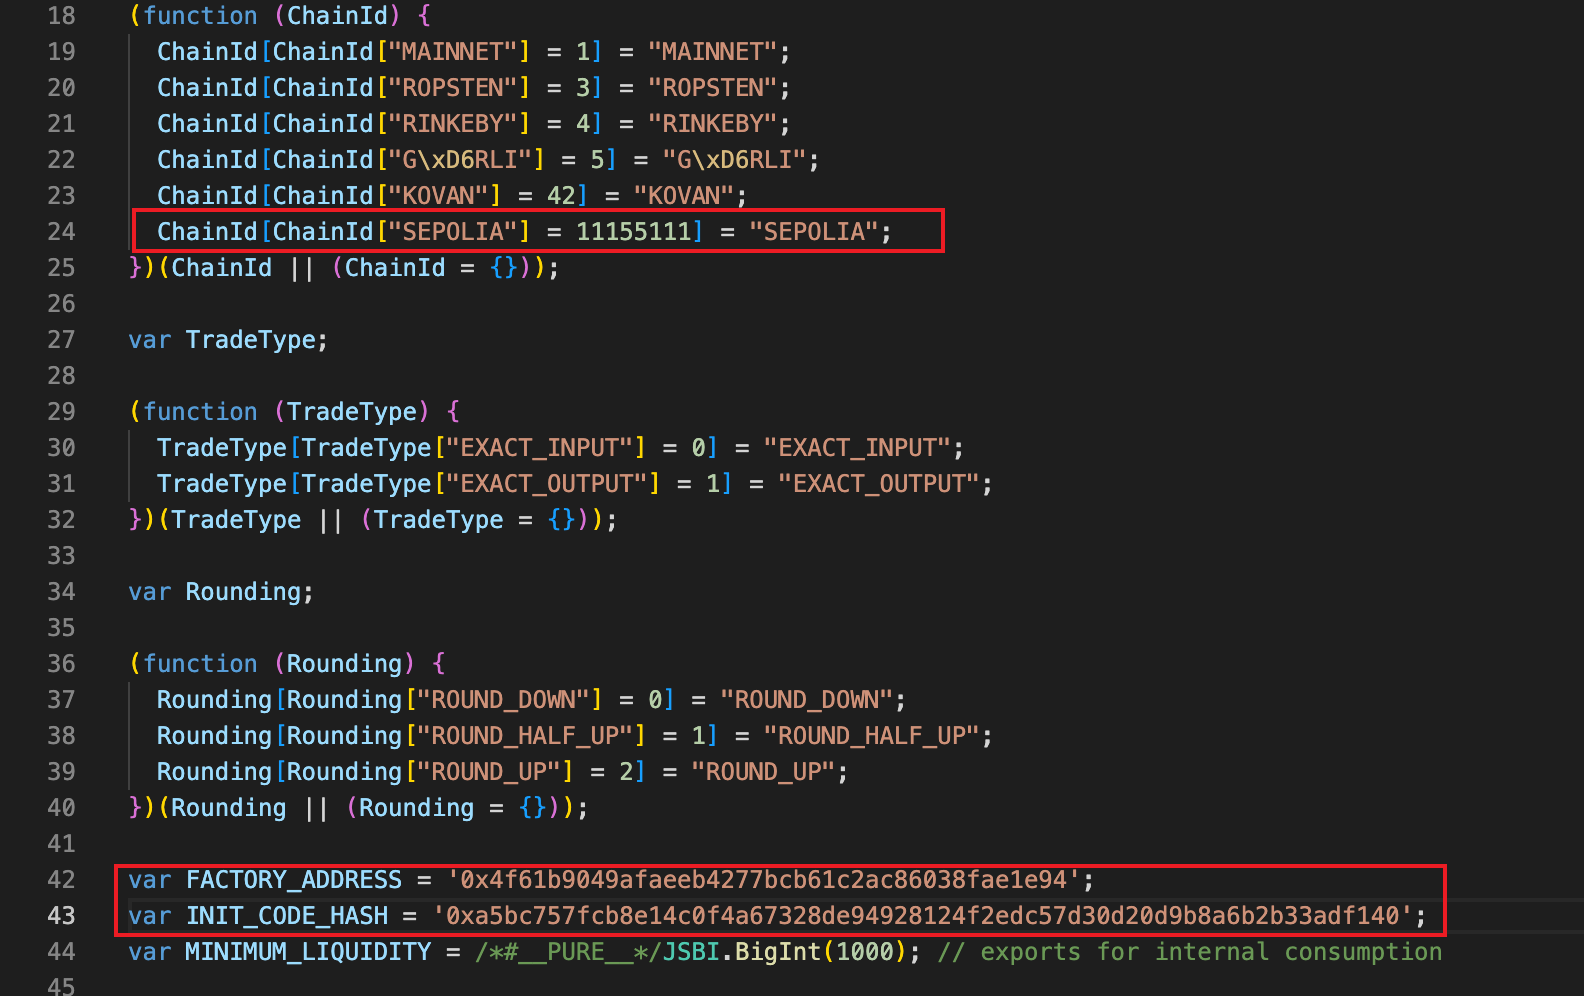 18 (function (ChainId) {
19 ChainId[ChainId["MAINNET"] = 1] = "MAINNET";
20 ChainId[ChainId["ROPSTEN"] = 3] = "ROPSTEN";
21 ChainId[ChainId["RINKEBY"] = 4] = "RINKEBY";
22 ChainId[ChainId["G\xD6RLI"] = 5] = "G\xD6RLI";
23 ChainId[ChainId["KOVAN"] = 42] = "KOVAN";
24 ChainId[ChainId["SEPOLIA"] = 11155111] = "SEPOLIA";
25 })(ChainId || (ChainId = {}));
26
27 var TradeType;
28
29 (function (TradeType) {
30 TradeType[TradeType["EXACT_INPUT"] = 0] = "EXACT_INPUT";
31 TradeType[TradeType["EXACT_OUTPUT"] = 1] = "EXACT_OUTPUT";
32 })(TradeType || (TradeType = {}));
33
34 var Rounding;
35
36 (function (Rounding) {
37 Rounding[Rounding["ROUND_DOWN"] = 0] = "ROUND_DOWN";
38 Rounding[Rounding["ROUND_HALF_UP"] = 1] = "ROUND_HALF_UP";
39 Rounding[Rounding["ROUND_UP"] = 2] = "ROUND_UP";
40 })(Rounding || (Rounding = {}));
41
42 var FACTORY_ADDRESS = '0x4f61b9049afaeeb4277bcb61c2ac86038fae1e94';
43 var INIT_CODE_HASH = '0xa5bc757fcb8e14c0f4a67328de94928124f2edc57d30d20d9b8a6b2b33adf140';
44 var MINIMUM_LIQUIDITY = /*#__PURE__*/JSBI.BigInt(1000); // exports for internal consumption
45